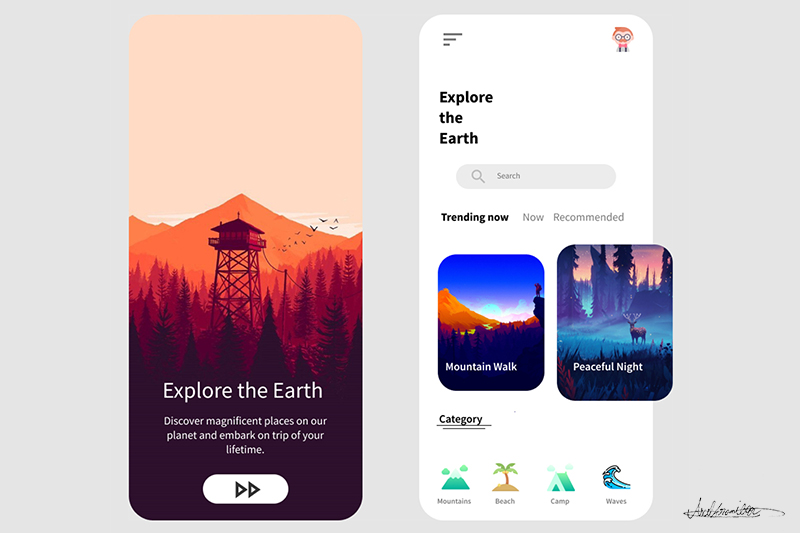 Explore the Earth
Discover magnificent places on our
planet and embark on trip of your
lifetime.
Explore
the
Earth
Search
Trending now Now Recommended
Mountain Walk Peaceful Night
Category
Mountains Beach Camp Waves